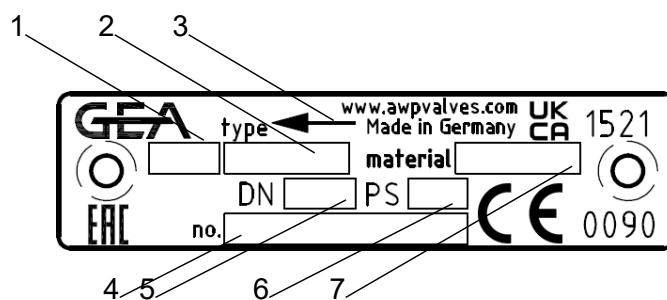 1 2 3
GEA type www.awpvalves.com UK CA 1521
Made in Germany
material
DN PS
EAC no. CE 0090
4 5 6 7